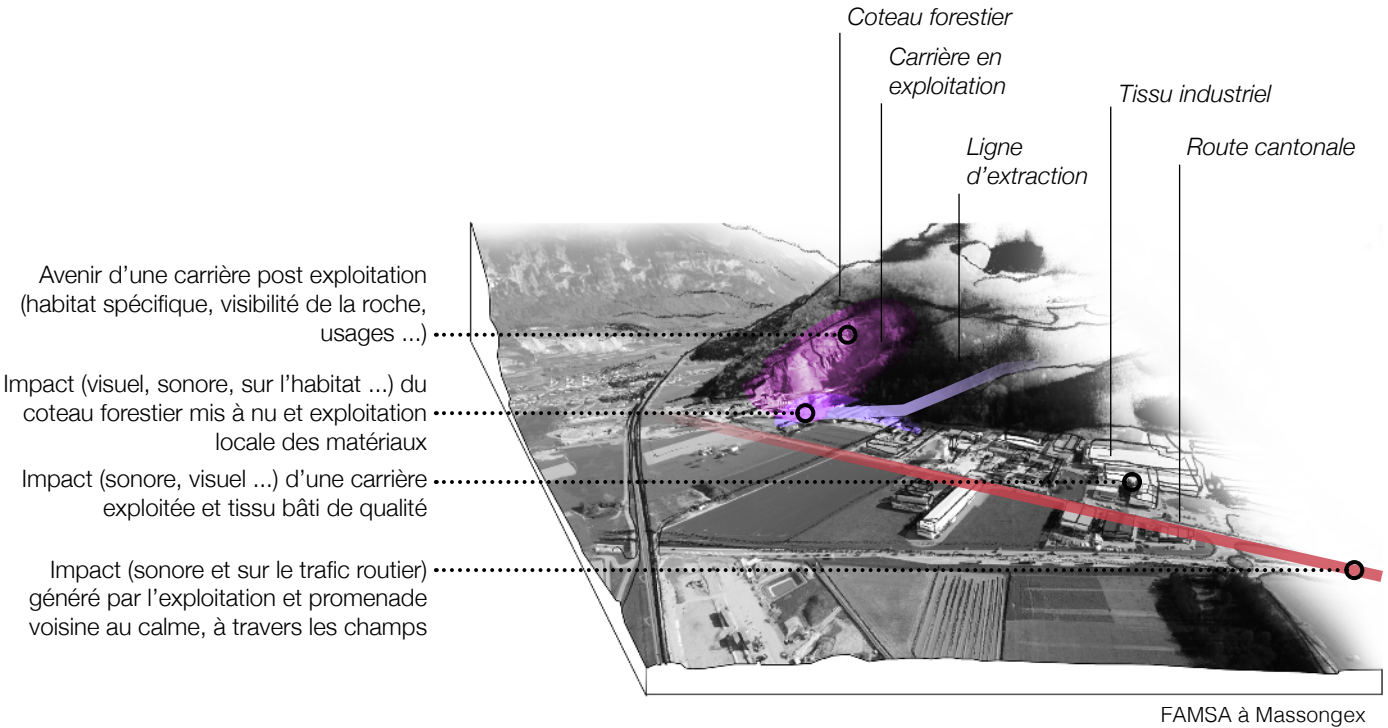 Coteau forestier
Carrière en
exploitation
Tissu industriel
Ligne
d'extraction
Route cantonale
Avenir d'une carrière post exploitation
(habitat spécifique, visibilité de la roche,
usages ...)
Impact (visuel, sonore, sur l'habitat ...) du
coteau forestier mis à nu et exploitation
locale des matériaux
Impact (sonore, visuel ...) d'une carrière
exploitée et tissu bâti de qualité
Impact (sonore et sur le trafic routier)
généré par l'exploitation et promenade
voisine au calme, à travers les champs
FAMSA à Massongex